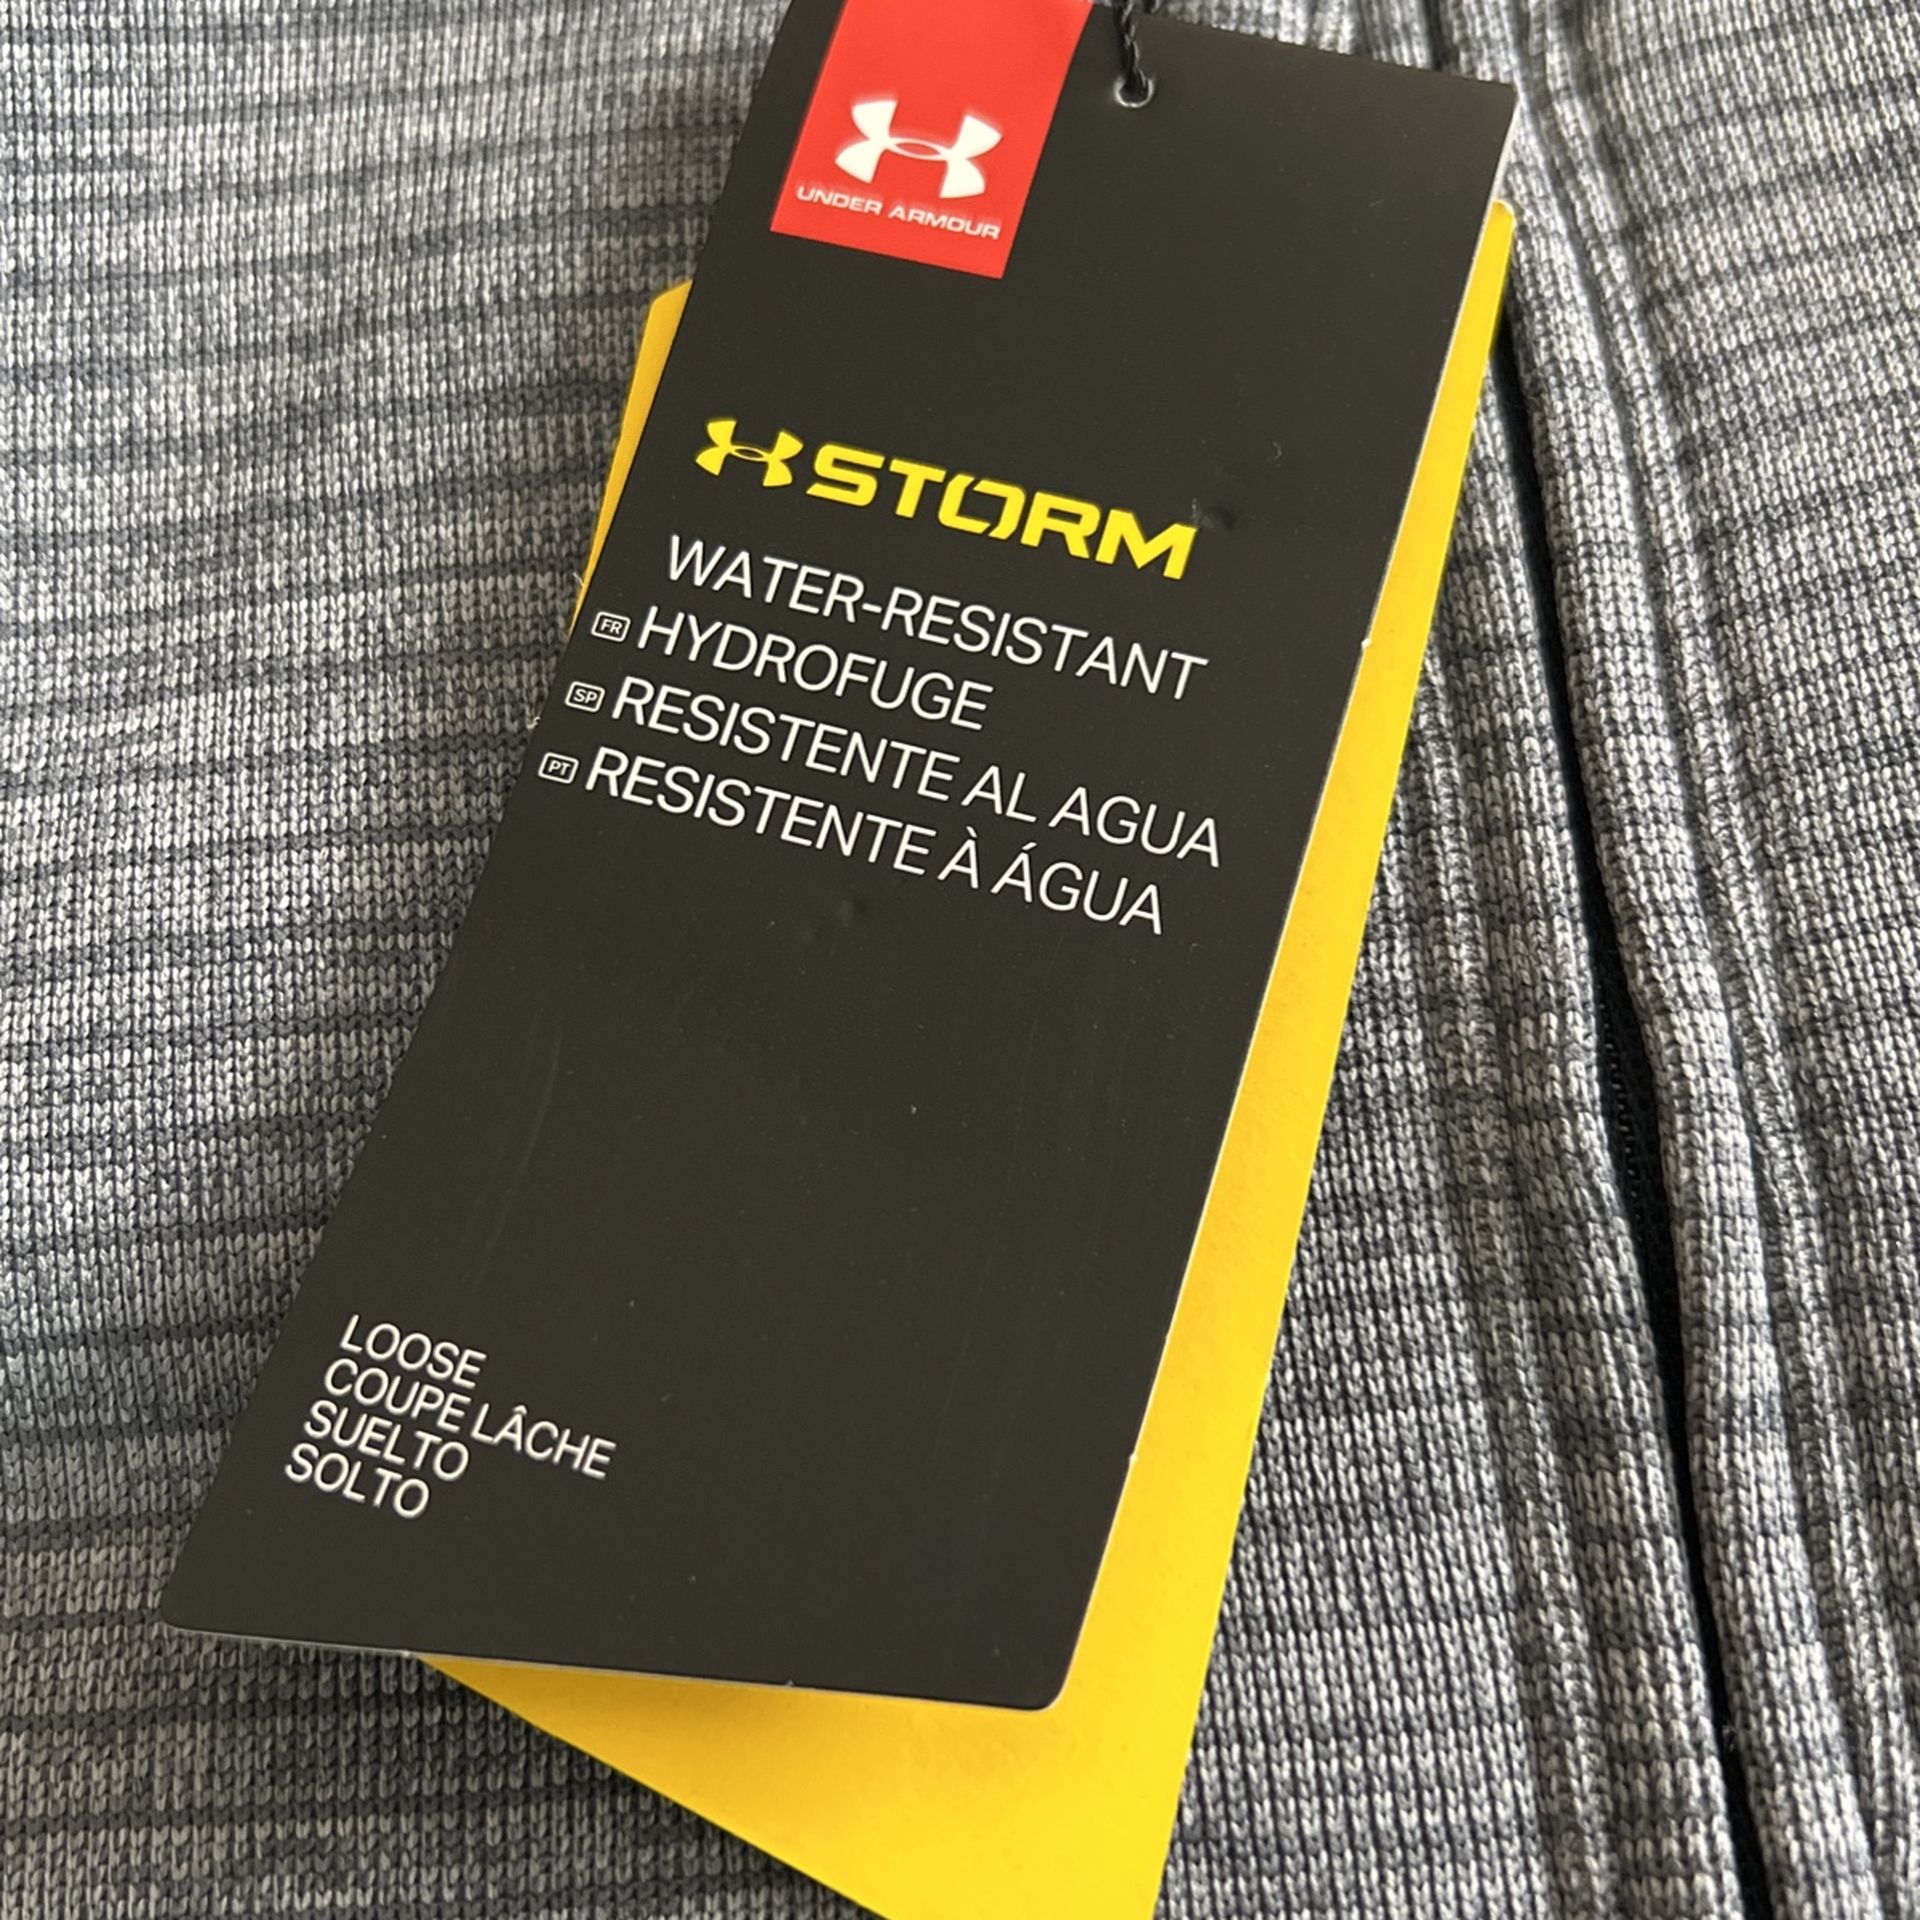 UNDER ARMOUR
STORM
WATER-RESISTANT
FR HYDROFUGE
SP RESISTENTE AL AGUA
PT RESISTENTE À ÁGUA
LOOSE
COUPE LÂCHE
SUELTO
SOLTO